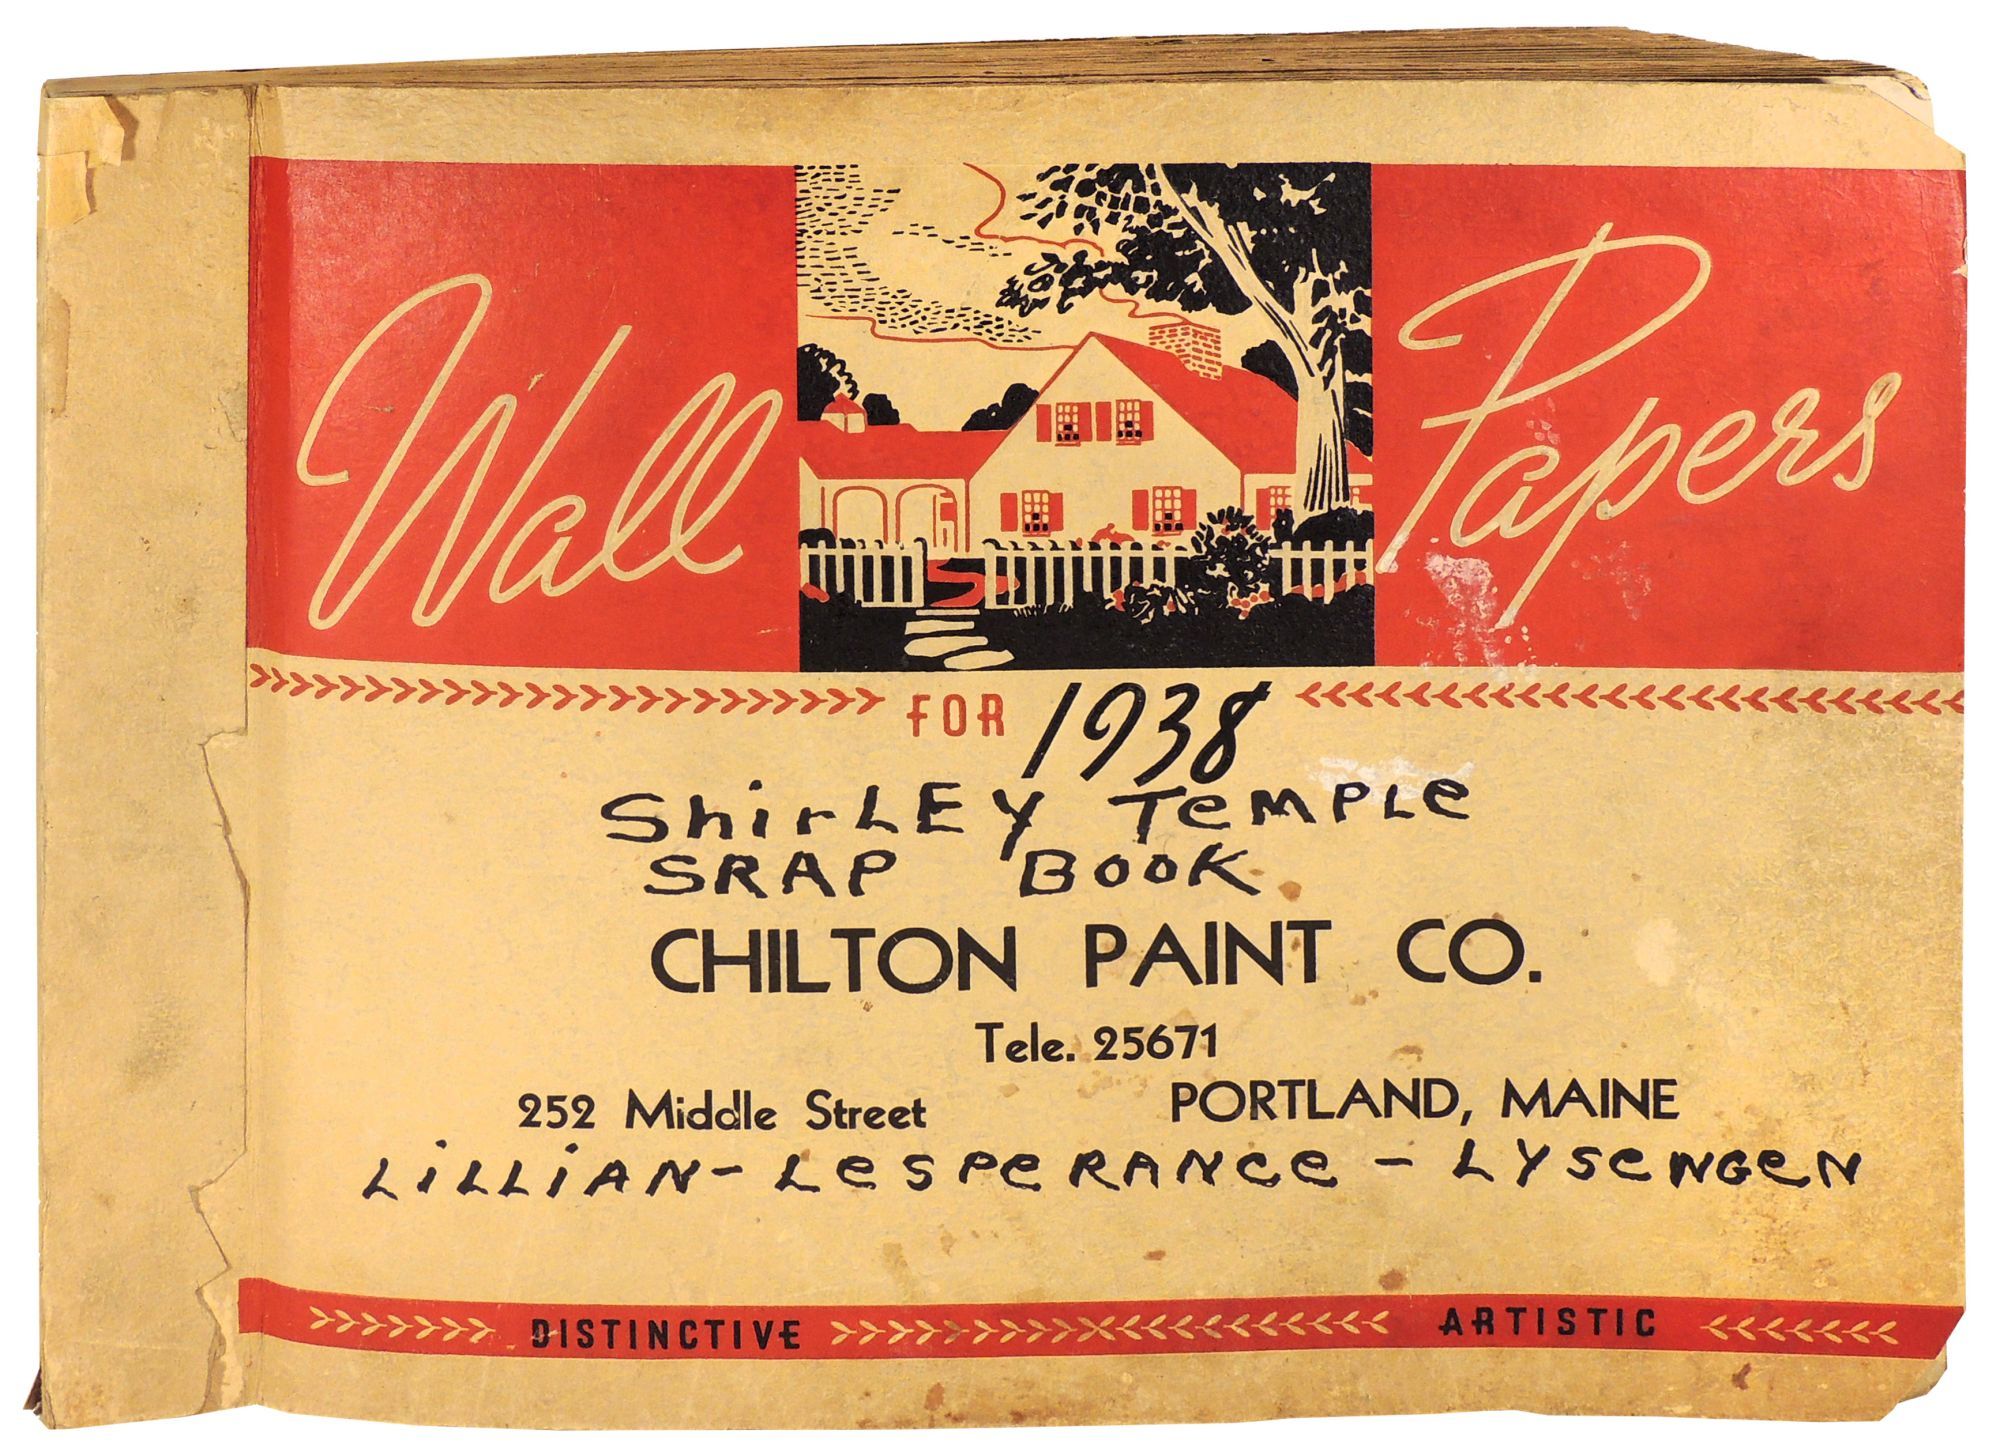 Wall Papers
FOR 1938
ShirLEy TeMPLe
SRAP BOOK
CHILTON PAINT CO.
Tele. 25671
252 Middle Street PORTLAND, MAINE
LiLLiAN - LeSPeRANCe - LYSeNGeN
DISTINCTIVE ARTISTIC